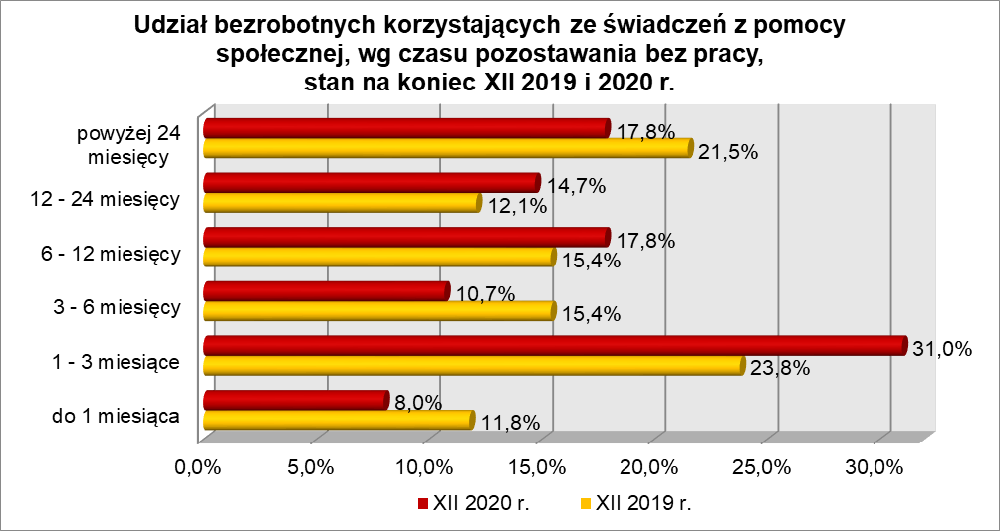 Udział bezrobotnych korzystających ze świadczeń z pomocy
społecznej, wg czasu pozostawania bez pracy,
stan na koniec XII 2019 i 2020 r.
powyżej 24
miesięcy
17,8%
21,5%
12 - 24 miesięcy
14,7%
12,1%
6 - 12 miesięcy
17,8%
15,4%
3 - 6 miesięcy
10,7%
15,4%
1 - 3 miesiące
31,0%
23,8%
do 1 miesiąca
8,0%
11,8%
0,0% 5,0% 10,0% 15,0% 20,0% 25,0% 30,0%
XII 2020 r. XII 2019 r.